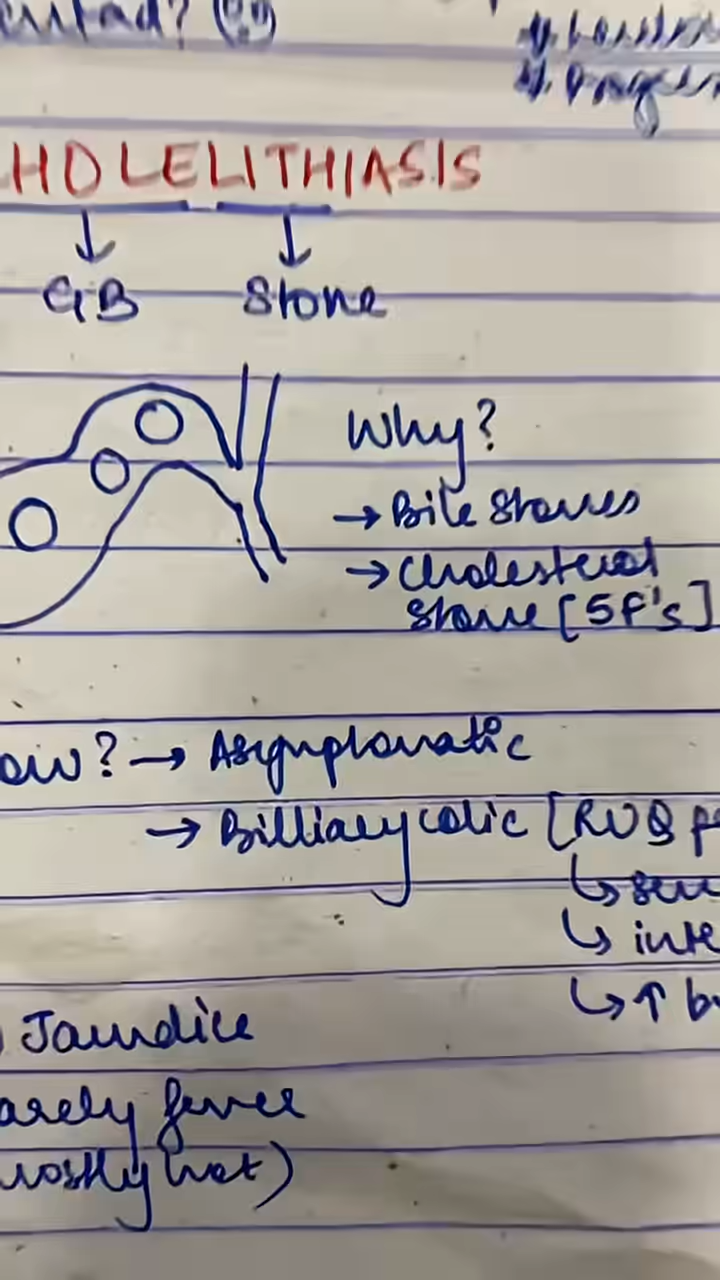 HOLELITHIASIS
GB Stone
Why?
→ Bile Stones
→ Cholesterol
Stone [5F's]
ow? → Asymptomatic
→ Billiary colic [RUQ
↳ inte
↳ ↑ b
Jaundice
arely fever
mostly not)